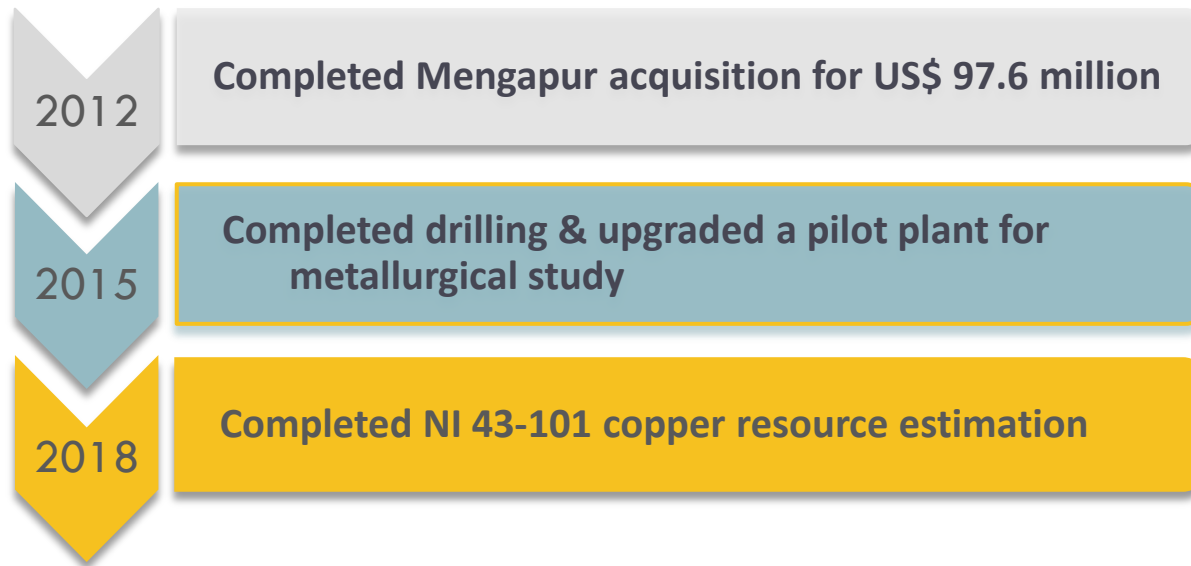 2012
Completed Mengapur acquisition for US$ 97.6 million
2015
Completed drilling & upgraded a pilot plant for
metallurgical study
2018
Completed NI 43-101 copper resource estimation